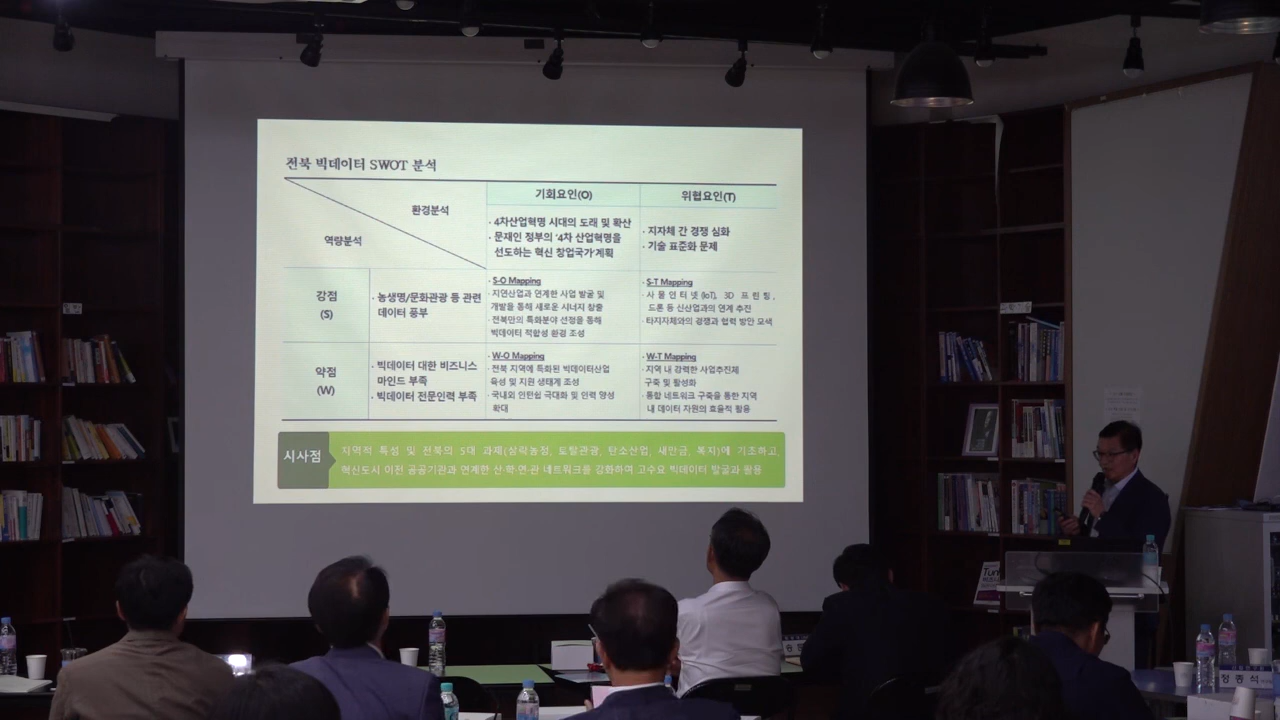 전북 빅데이터 SWOT 분석
환경분석
역량분석
기회요인(O)
위협요인(T)
· 4차산업혁명 시대의 도래 및 확산
· 문재인 정부의 '4차 산업혁명을
선도하는 혁신 창업국가'계획
· 지자체 간 경쟁 심화
· 기술 표준화 문제
강점
(S)
· 농생명/문화관광 등 관련
데이터 풍부
S-O Mapping
· 지연산업과 연계한 사업 발굴 및
개발을 통해 새로운 시너지 창출
· 전북만의 특화분야 선정을 통해
빅데이터 적합성 환경 조성
S-T Mapping
· 사물인터넷(IoT), 3D 프린팅,
드론 등 신산업과의 연계 추진
· 타지자체와의 경쟁과 협력 방안 모색
약점
(W)
· 빅데이터 대한 비즈니스
마인드 부족
· 빅데이터 전문인력 부족
W-O Mapping
· 전북 지역에 특화된 빅데이터산업
육성 및 지원 생태계 조성
· 국내외 인턴쉽 극대화 및 인력 양성
확대
W-T Mapping
· 지역 내 강력한 사업추진체
구축 및 활성화
· 통합 네트워크 구축을 통한 지역
내 데이터 자원의 효율적 활용
시사점
지역적 특성 및 전북의 5대 과제(삼락농정, 토탈관광, 탄소산업, 새만금, 복지)에 기초하고,
혁신도시 이전 공공기관과 연계한 산·학·연·관 네트워크를 강화하여 고수요 빅데이터 발굴과 활용
장종석